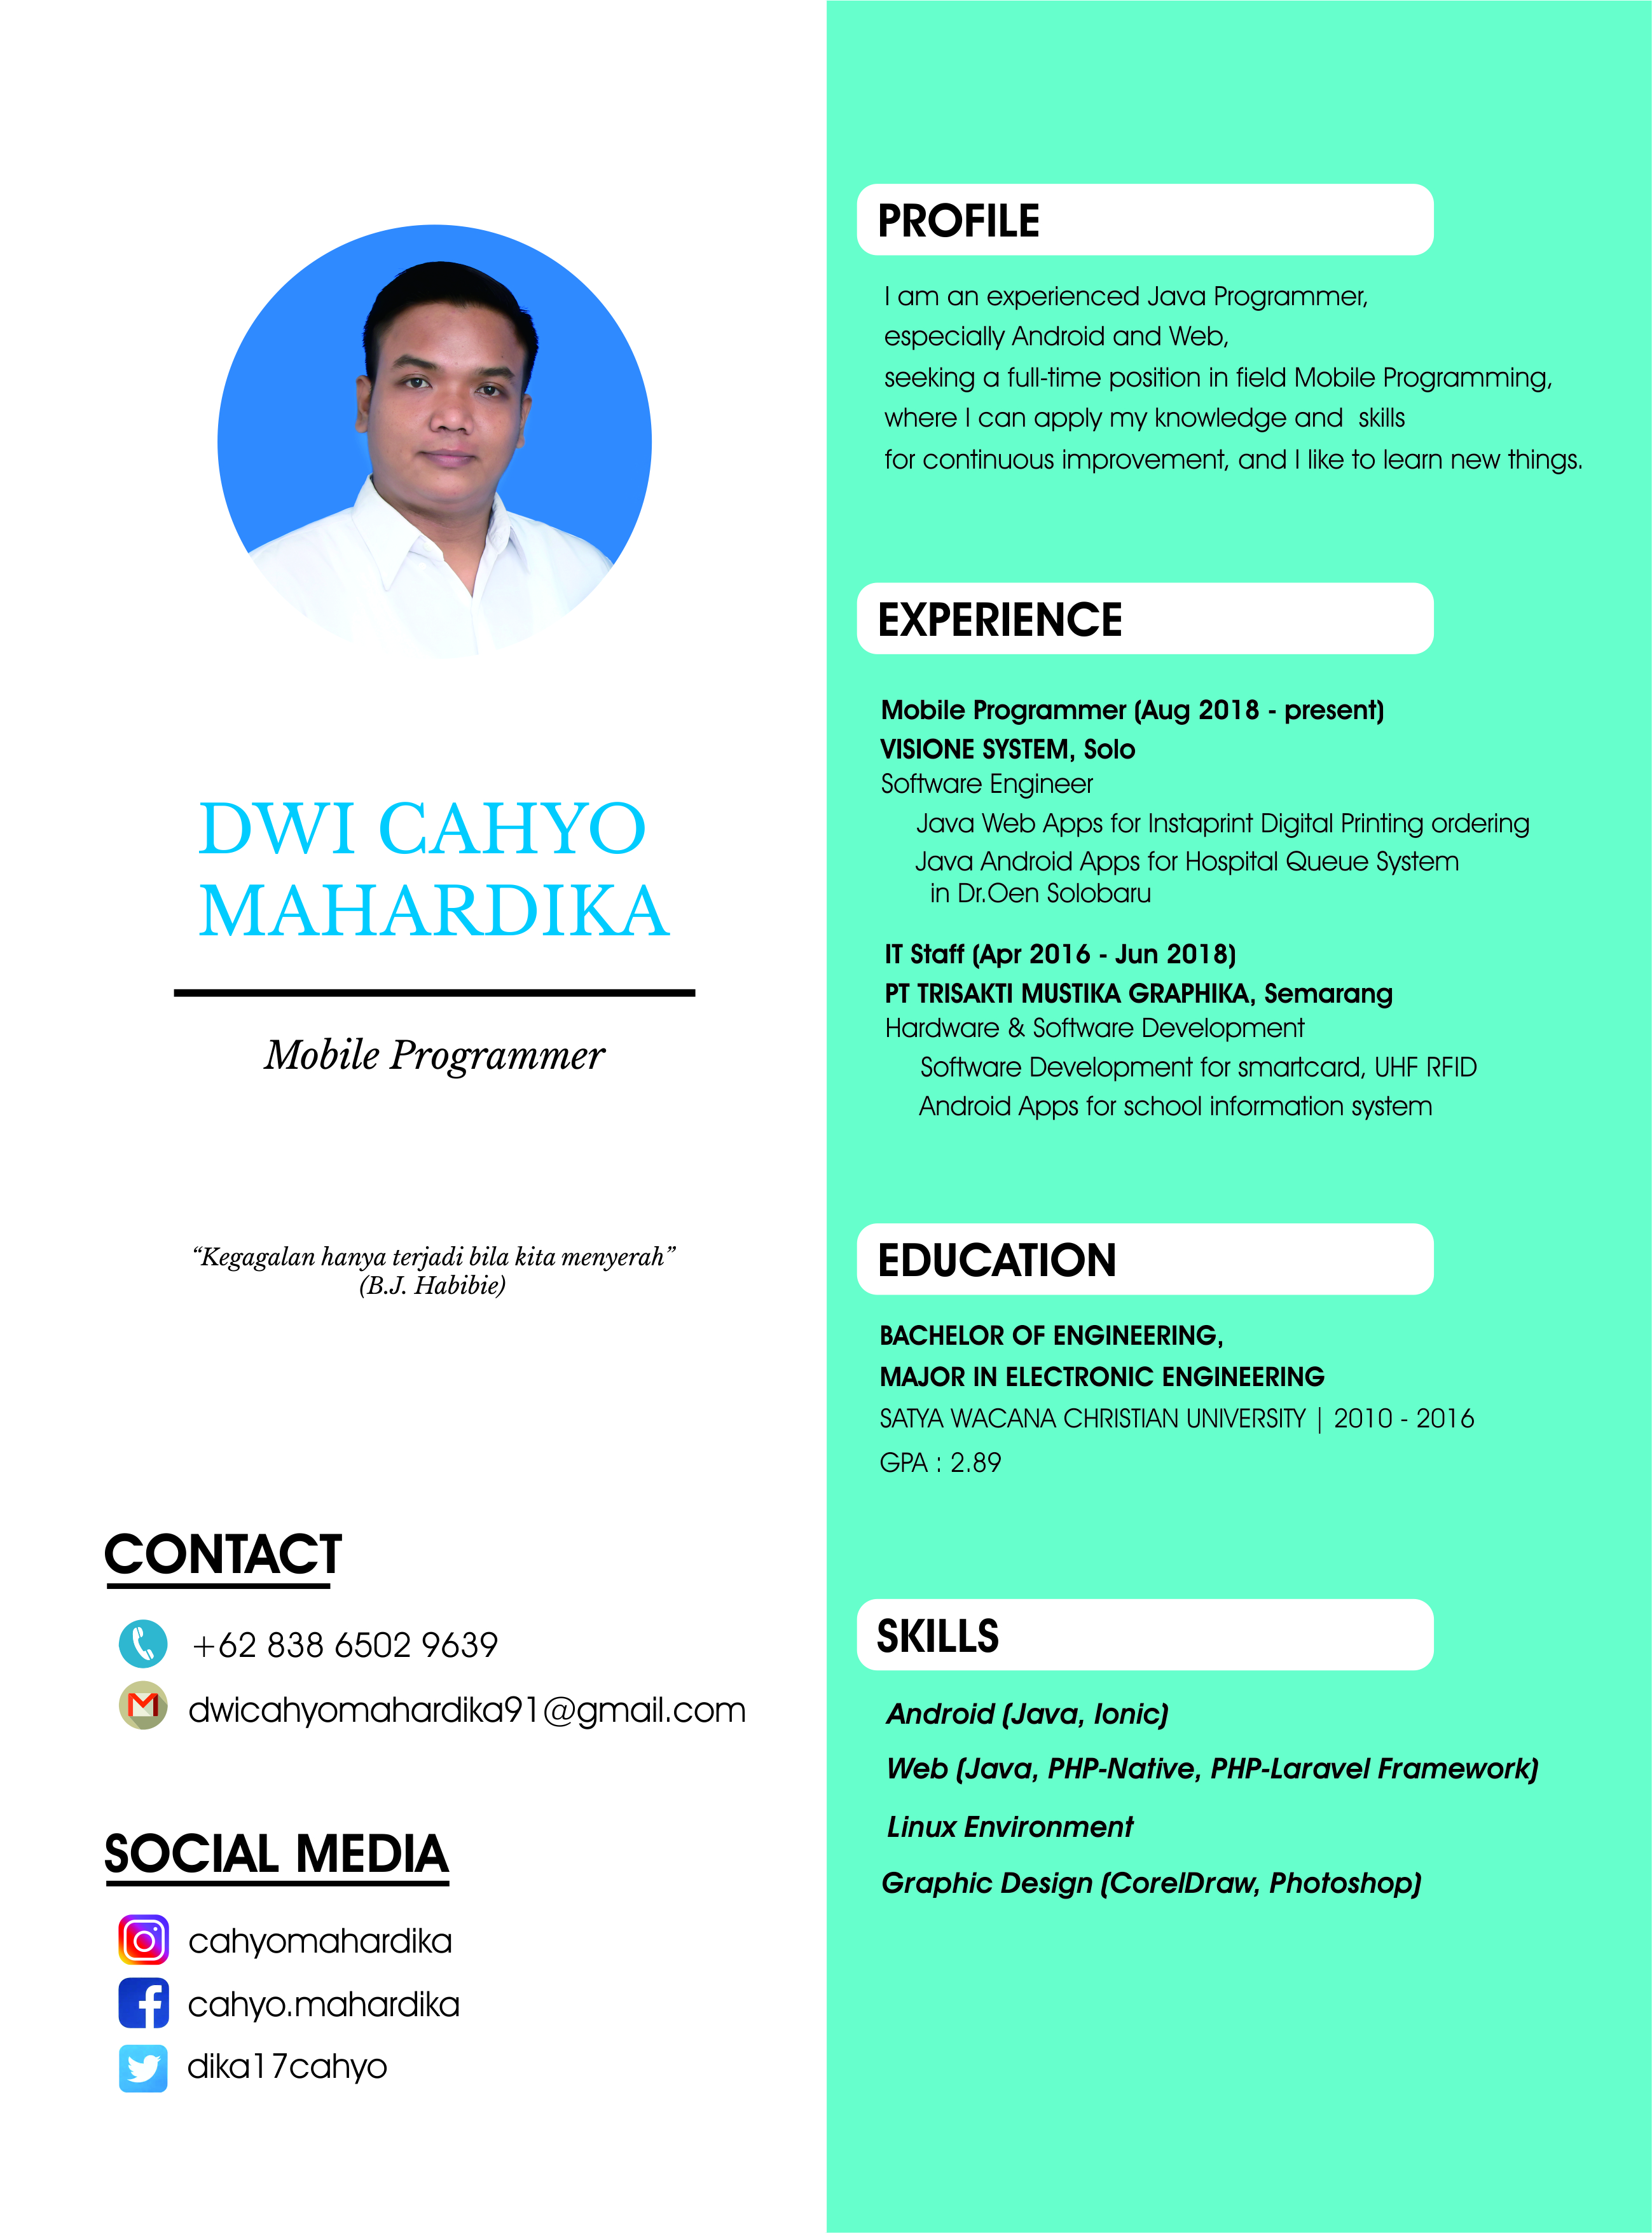 DWI CAHYO
MAHARDIKA
Mobile Programmer
“Kegagalan hanya terjadi bila kita menyerah”
(B.J. Habibie)
CONTACT
+62 838 6502 9639
dwicahyomahardika91@gmail.com
SOCIAL MEDIA
cahyomahardika
cahyo.mahardika
dika17cahyo
PROFILE
I am an experienced Java Programmer,
especially Android and Web,
seeking a full-time position in field Mobile Programming,
where I can apply my knowledge and  skills
for continuous improvement, and I like to learn new things.
EXPERIENCE
Mobile Programmer (Aug 2018 - present)
VISIONE SYSTEM, Solo
Software Engineer
Java Web Apps for Instaprint Digital Printing ordering
Java Android Apps for Hospital Queue System
in Dr.Oen Solobaru
IT Staff (Apr 2016 - Jun 2018)
PT TRISAKTI MUSTIKA GRAPHIKA, Semarang
Hardware & Software Development
Software Development for smartcard, UHF RFID
Android Apps for school information system
EDUCATION
BACHELOR OF ENGINEERING,
MAJOR IN ELECTRONIC ENGINEERING
SATYA WACANA CHRISTIAN UNIVERSITY | 2010 - 2016
GPA : 2.89
SKILLS
Android (Java, Ionic)
Web (Java, PHP-Native, PHP-Laravel Framework)
Linux Environment
Graphic Design (CorelDraw, Photoshop)